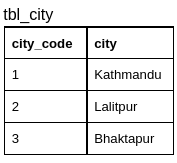 tbl_city
city_code city
1 Kathmandu
2 Lalitpur
3 Bhaktapur